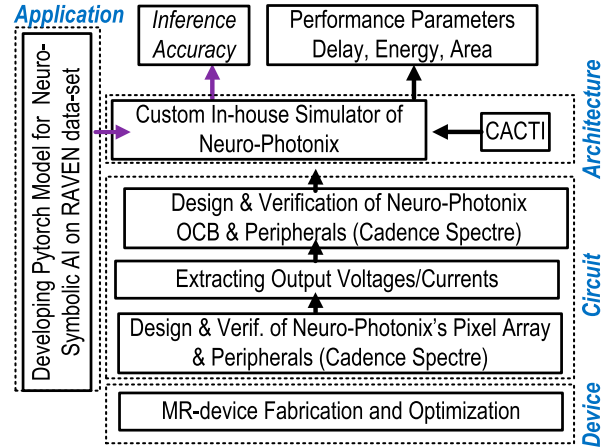 Application
Inference
Accuracy
Performance Parameters
Delay, Energy, Area
Developing Pytorch Model for Neuro-
Symbolic AI on RAVEN data-set
Custom In-house Simulator of
Neuro-Photonix
CACTI
Architecture
Design & Verification of Neuro-Photonix
OCB & Peripherals (Cadence Spectre)
Extracting Output Voltages/Currents
Design & Verif. of Neuro-Photonix's Pixel Array
& Peripherals (Cadence Spectre)
Circuit
MR-device Fabrication and Optimization
Device